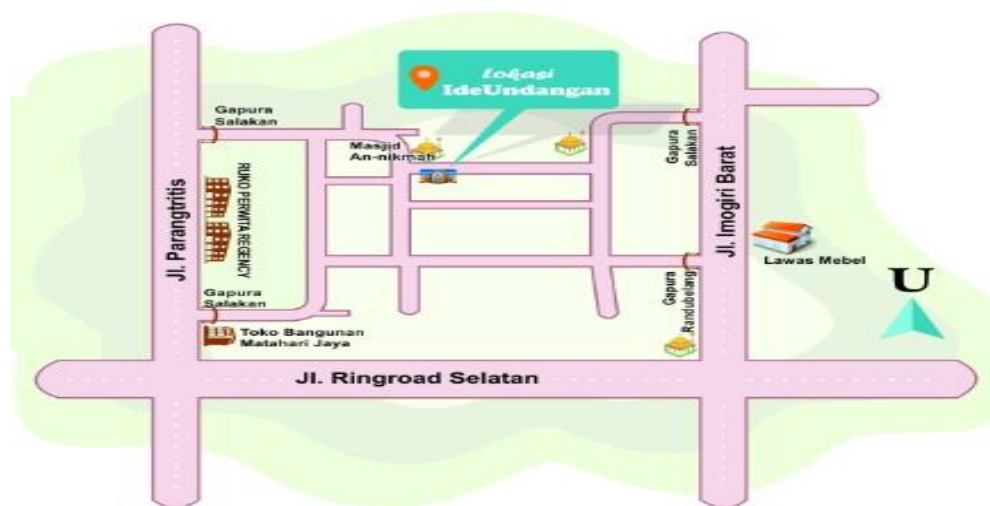 Lokasi
IdeUndangan
Gapura
Salakan
Masjid
An-nikmah
Gapura
Salakan
RUKO PERWITA REGENCY
Jl. Parangtritis
Jl. Imogiri Barat
Lawas Mebel
U
Gapura
Salakan
Gapura
Randubelang
Toko Bangunan
Matahari Jaya
Jl. Ringroad Selatan